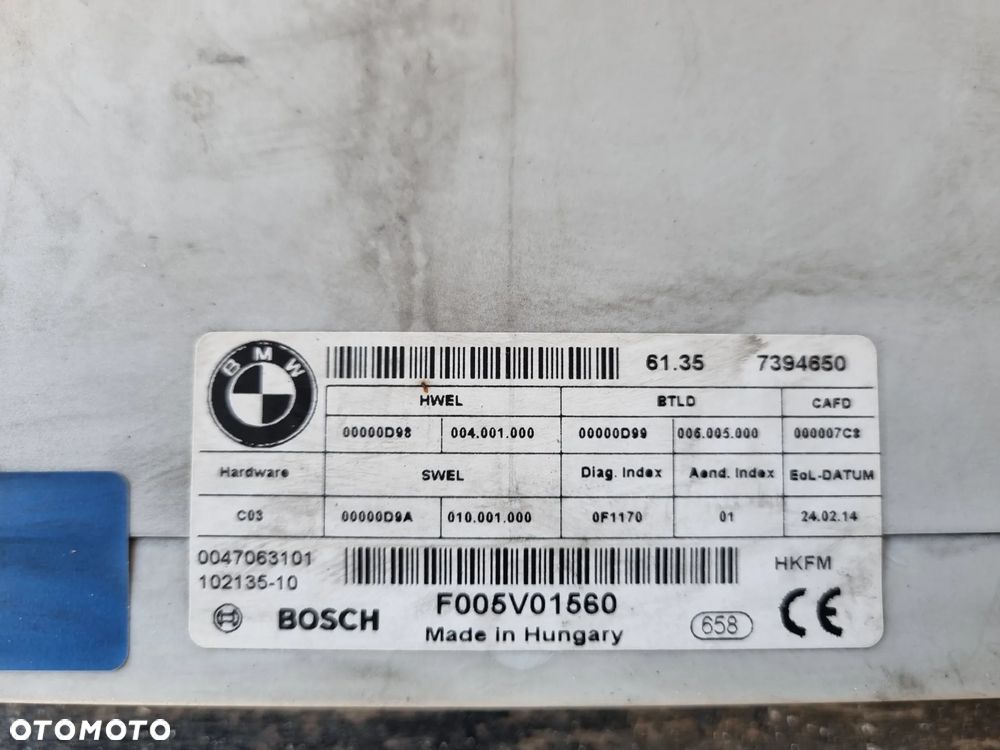 BMW
61.35 7394650
HWEL BTLD CAFD
00000D98 004.001.000 00000D99 006.005.000 000007C2
Hardware SWEL Diag. Index Aend. Index EoL-DATUM
C03 00000D9A 010.001.000 0F1170 01 24.02.14
0047063101
102135-10
HKFM
F005V01560
BOSCH
Made in Hungary
658
CE
OTOMOTO